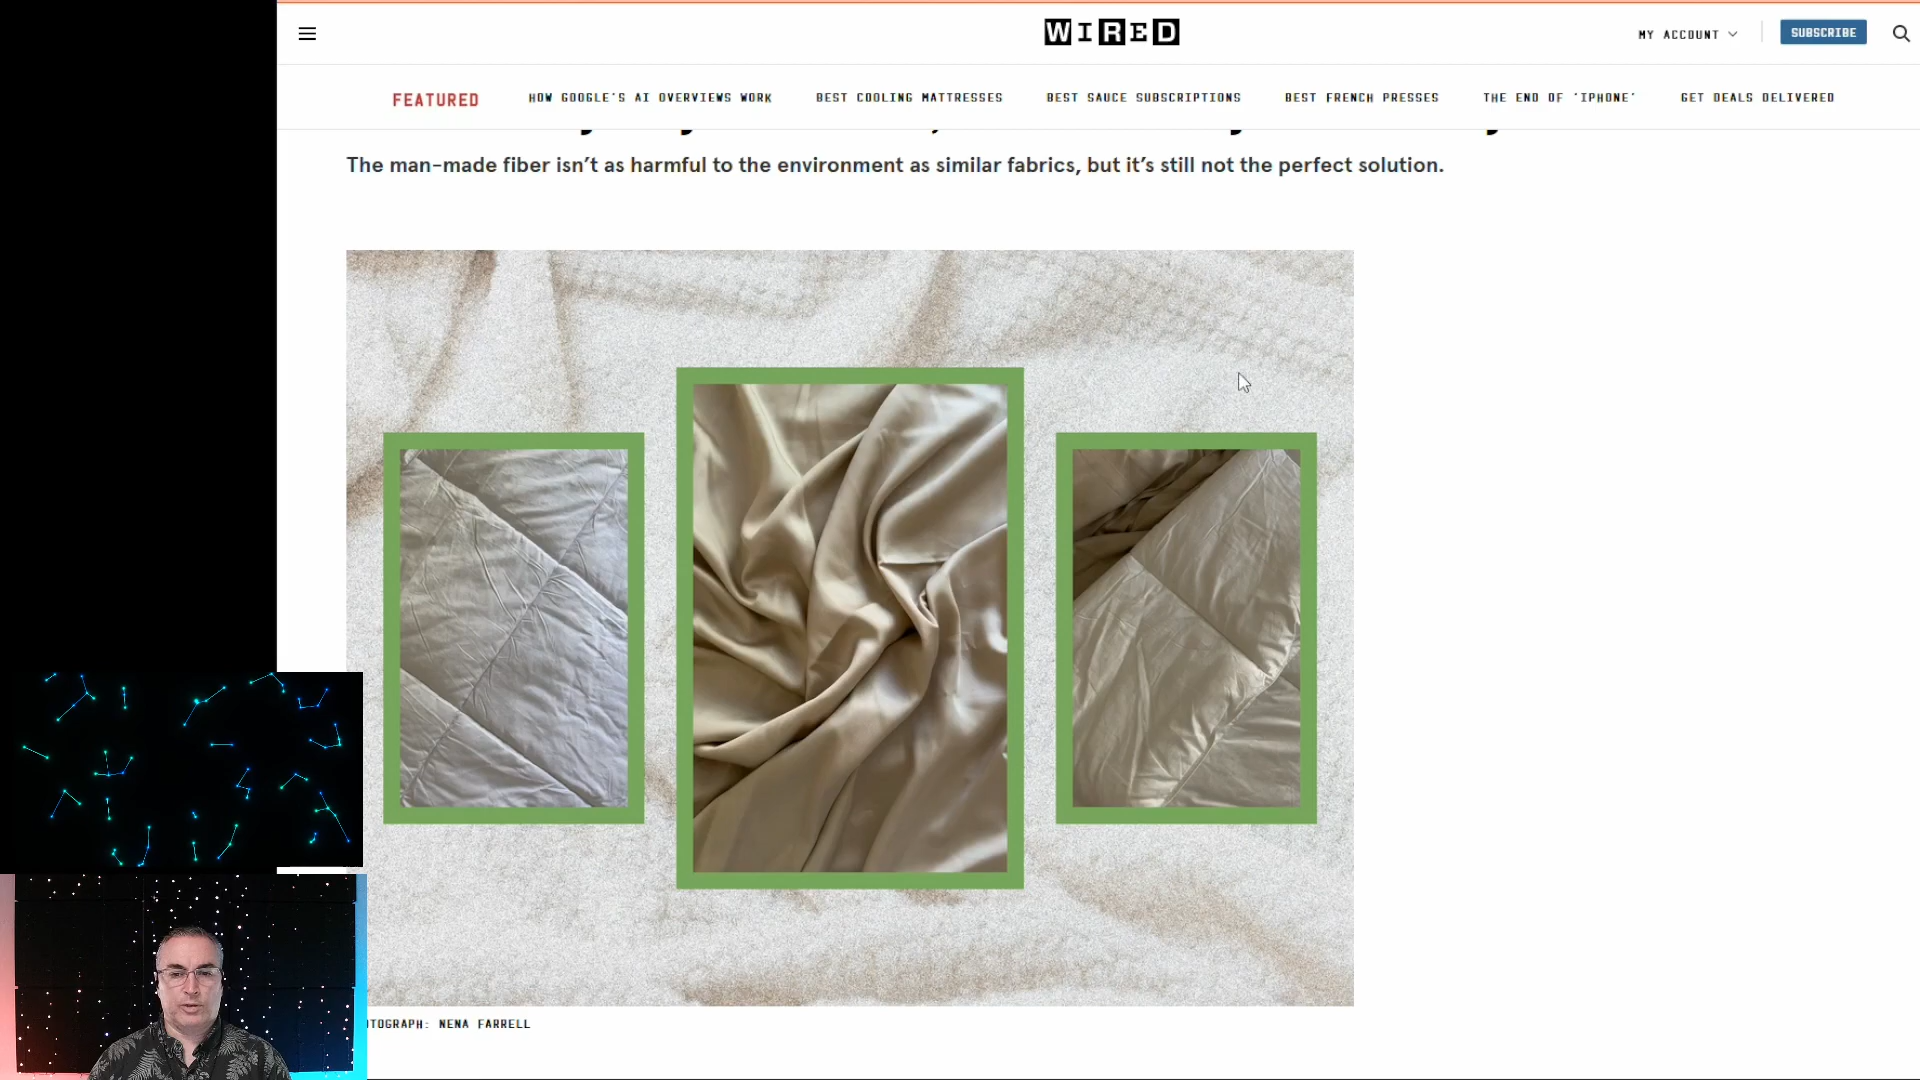 WIRED
MY ACCOUNT
SUBSCRIBE
FEATURED
HOW GOOGLE'S AI OVERVIEWS WORK
BEST COOLING MATTRESSES
BEST SAUCE SUBSCRIPTIONS
BEST FRENCH PRESSES
THE END OF 'IPHONE'
GET DEALS DELIVERED
The man-made fiber isn't as harmful to the environment as similar fabrics, but it's still not the perfect solution.
NENA FARRELL